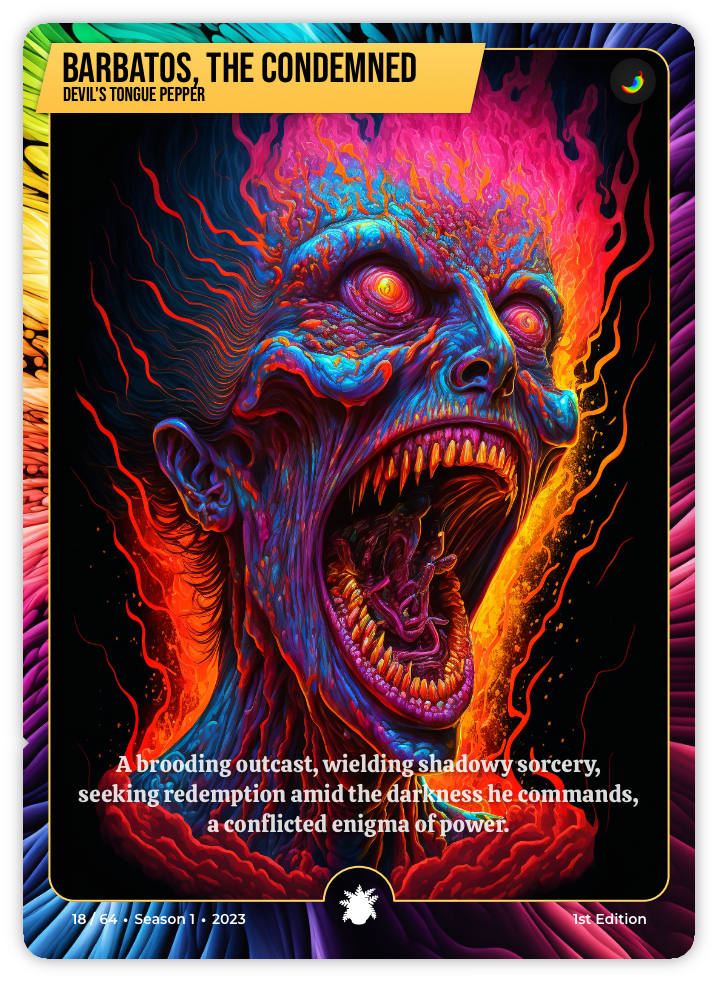 BARBATOS, THE CONDEMNED
DEVIL'S TONGUE PEPPER
A brooding outcast, wielding shadowy sorcery,
seeking redemption amid the darkness he commands,
a conflicted enigma of power.
18 / 64 • Season 1 • 2023
1st Edition